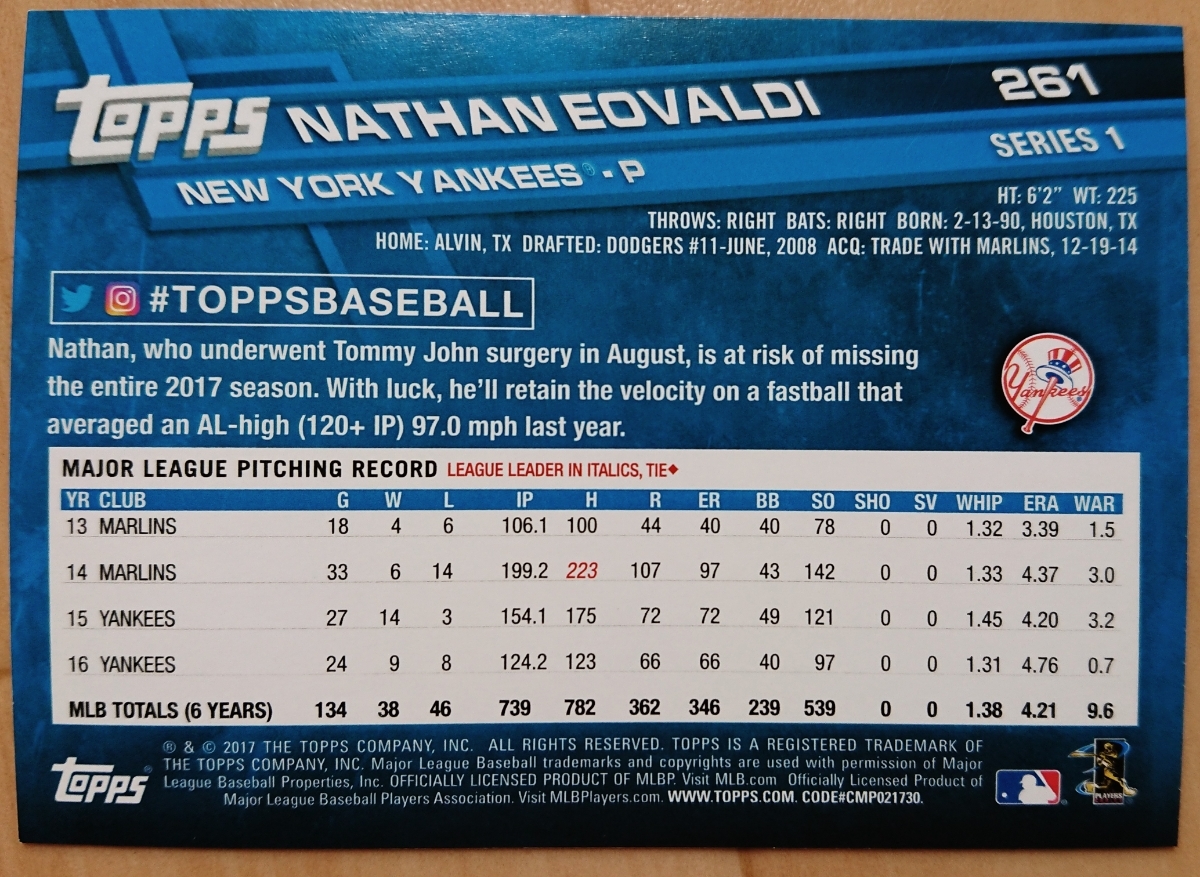 TOPPS NATHAN EOVALDI 261
NEW YORK YANKEES® - P SERIES 1
HT: 6'2" WT: 225
THROWS: RIGHT BATS: RIGHT BORN: 2-13-90, HOUSTON, TX
HOME: ALVIN, TX DRAFTED: DODGERS #11-JUNE, 2008 ACQ: TRADE WITH MARLINS, 12-19-14
#TOPPSBASEBALL
Nathan, who underwent Tommy John surgery in August, is at risk of missing
the entire 2017 season. With luck, he'll retain the velocity on a fastball that
averaged an AL-high (120+ IP) 97.0 mph last year.
Yankees
MAJOR LEAGUE PITCHING RECORD LEAGUE LEADER IN ITALICS, TIE◆
YR CLUB G W L IP H R ER BB SO SHO SV WHIP ERA WAR
13 MARLINS 18 4 6 106.1 100 44 40 40 78 0 0 1.32 3.39 1.5
14 MARLINS 33 6 14 199.2 223 107 97 43 142 0 0 1.33 4.37 3.0
15 YANKEES 27 14 3 154.1 175 72 72 49 121 0 0 1.45 4.20 3.2
16 YANKEES 24 9 8 124.2 123 66 66 40 97 0 0 1.31 4.76 0.7
MLB TOTALS (6 YEARS) 134 38 46 739 782 362 346 239 539 0 0 1.38 4.21 9.6
® & © 2017 THE TOPPS COMPANY, INC. ALL RIGHTS RESERVED. TOPPS IS A REGISTERED TRADEMARK OF
THE TOPPS COMPANY, INC. Major League Baseball trademarks and copyrights are used with permission of Major
League Baseball Properties, Inc. OFFICIALLY LICENSED PRODUCT OF MLBP. Visit MLB.com Officially Licensed Product of
Major League Baseball Players Association. Visit MLBPlayers.com. WWW.TOPPS.COM. CODE#CMP021730.
TOPPS®
PLAYERS